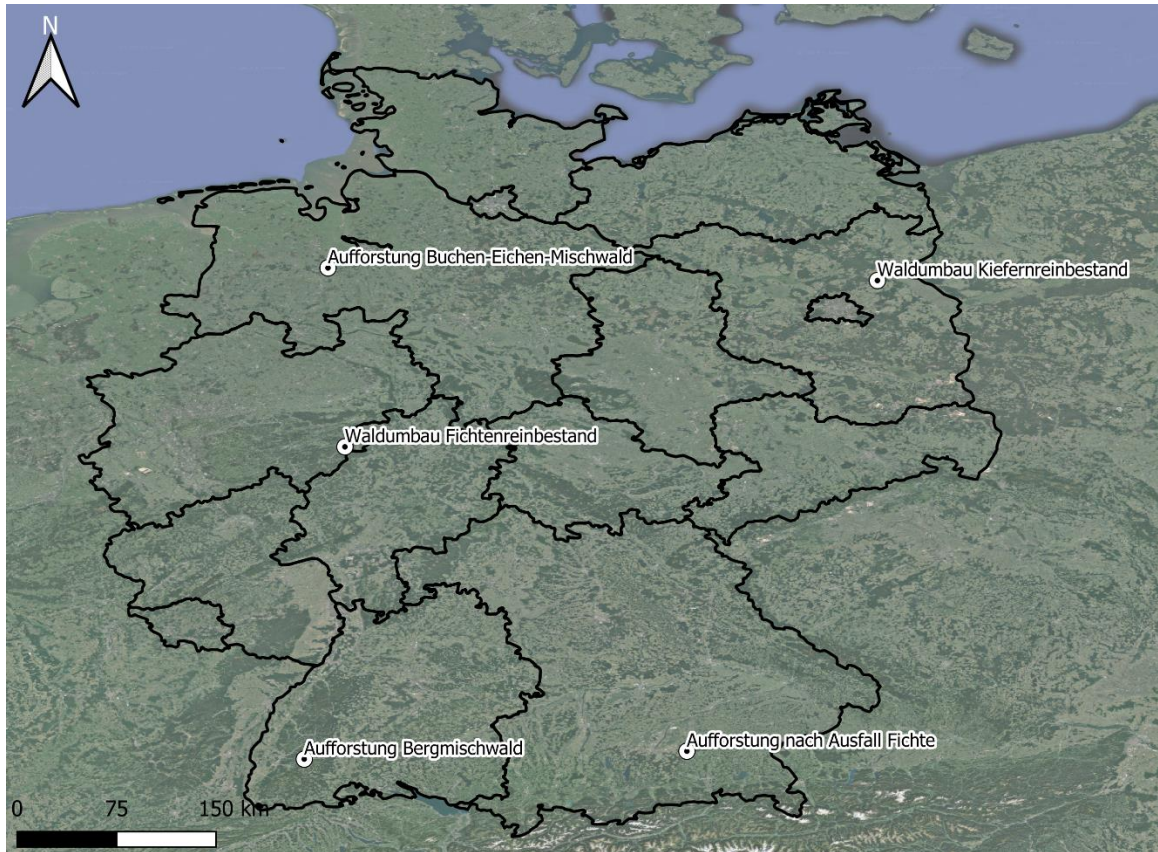 N
Aufforstung Buchen-Eichen-Mischwald
Waldumbau Kiefernreinbestand
Waldumbau Fichtenreinbestand
Aufforstung Bergmischwald
Aufforstung nach Ausfall Fichte
0 75 150 km